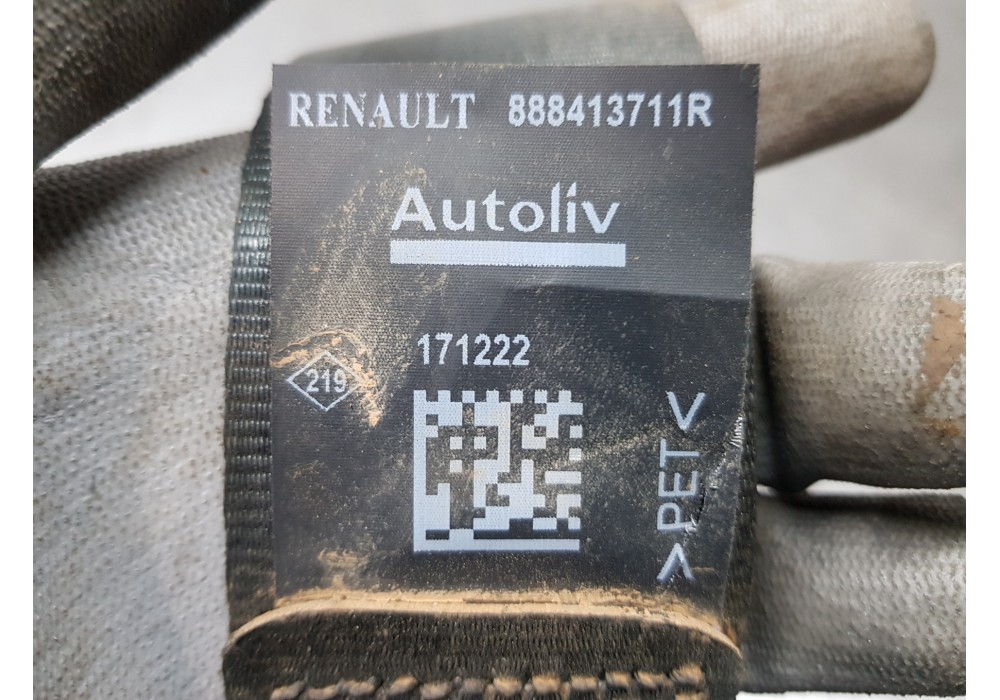 RENAULT 888413711R
Autoliv
171222
219
>PET<